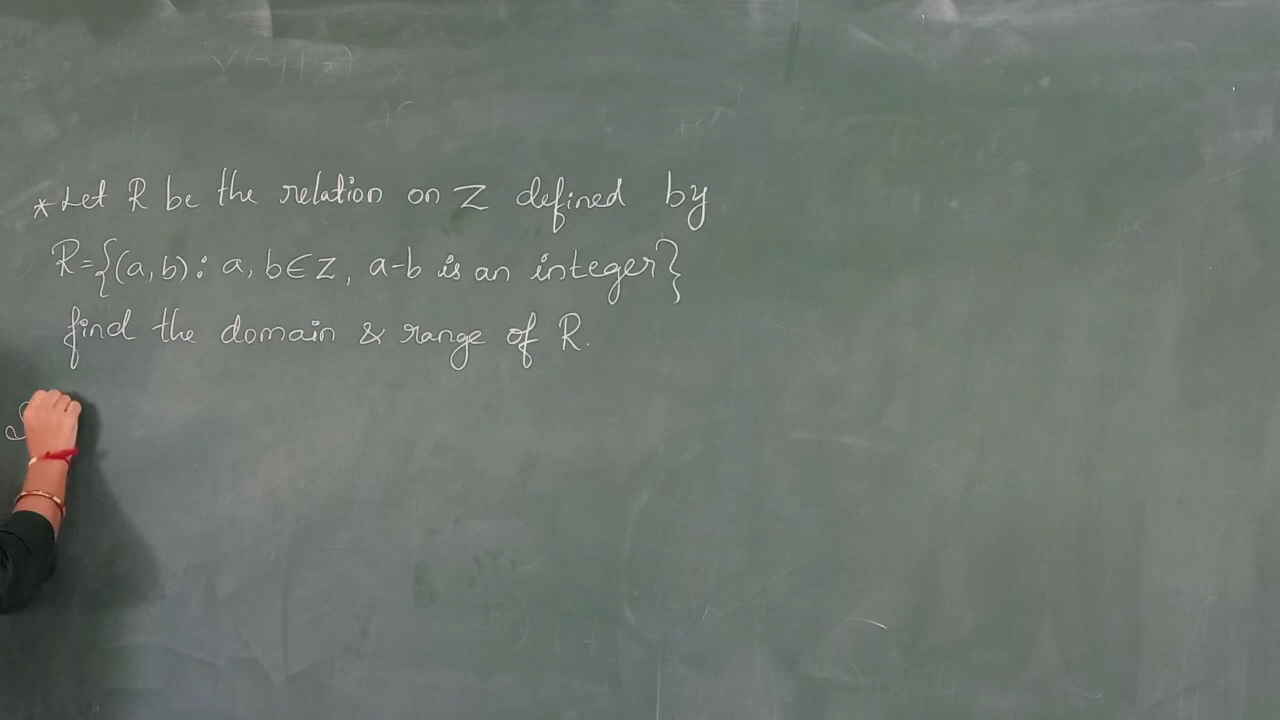 * Let R be the relation on Z defined by
R={(a,b): a, b∈Z, a-b is an integer}
find the domain & range of R.